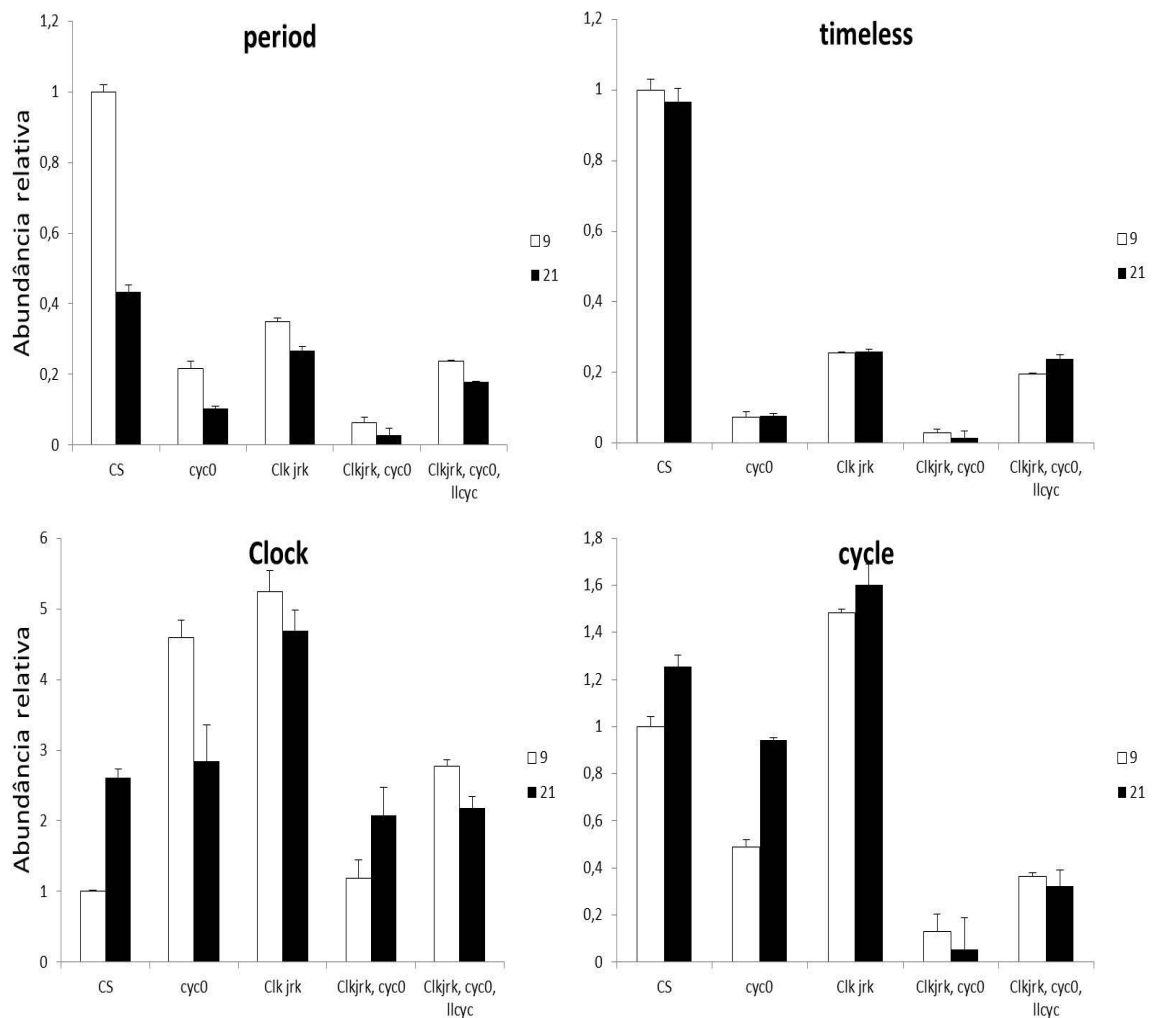 period
Abundância relativa
1,2
1
0,8
0,6
0,4
0,2
0
CS
cyc0
Clk jrk
Clkjrk, cyc0
Clkjrk, cyc0,
llcyc
9
21
timeless
1,2
1
0,8
0,6
0,4
0,2
0
CS
cyc0
Clk jrk
Clkjrk, cyc0
Clkjrk, cyc0,
llcyc
9
21
Clock
Abundância relativa
6
5
4
3
2
1
0
CS
cyc0
Clk jrk
Clkjrk, cyc0
Clkjrk, cyc0,
llcyc
9
21
cycle
1,8
1,6
1,4
1,2
1
0,8
0,6
0,4
0,2
0
CS
cyc0
Clk jrk
Clkjrk, cyc0
Clkjrk, cyc0,
llcyc
9
21